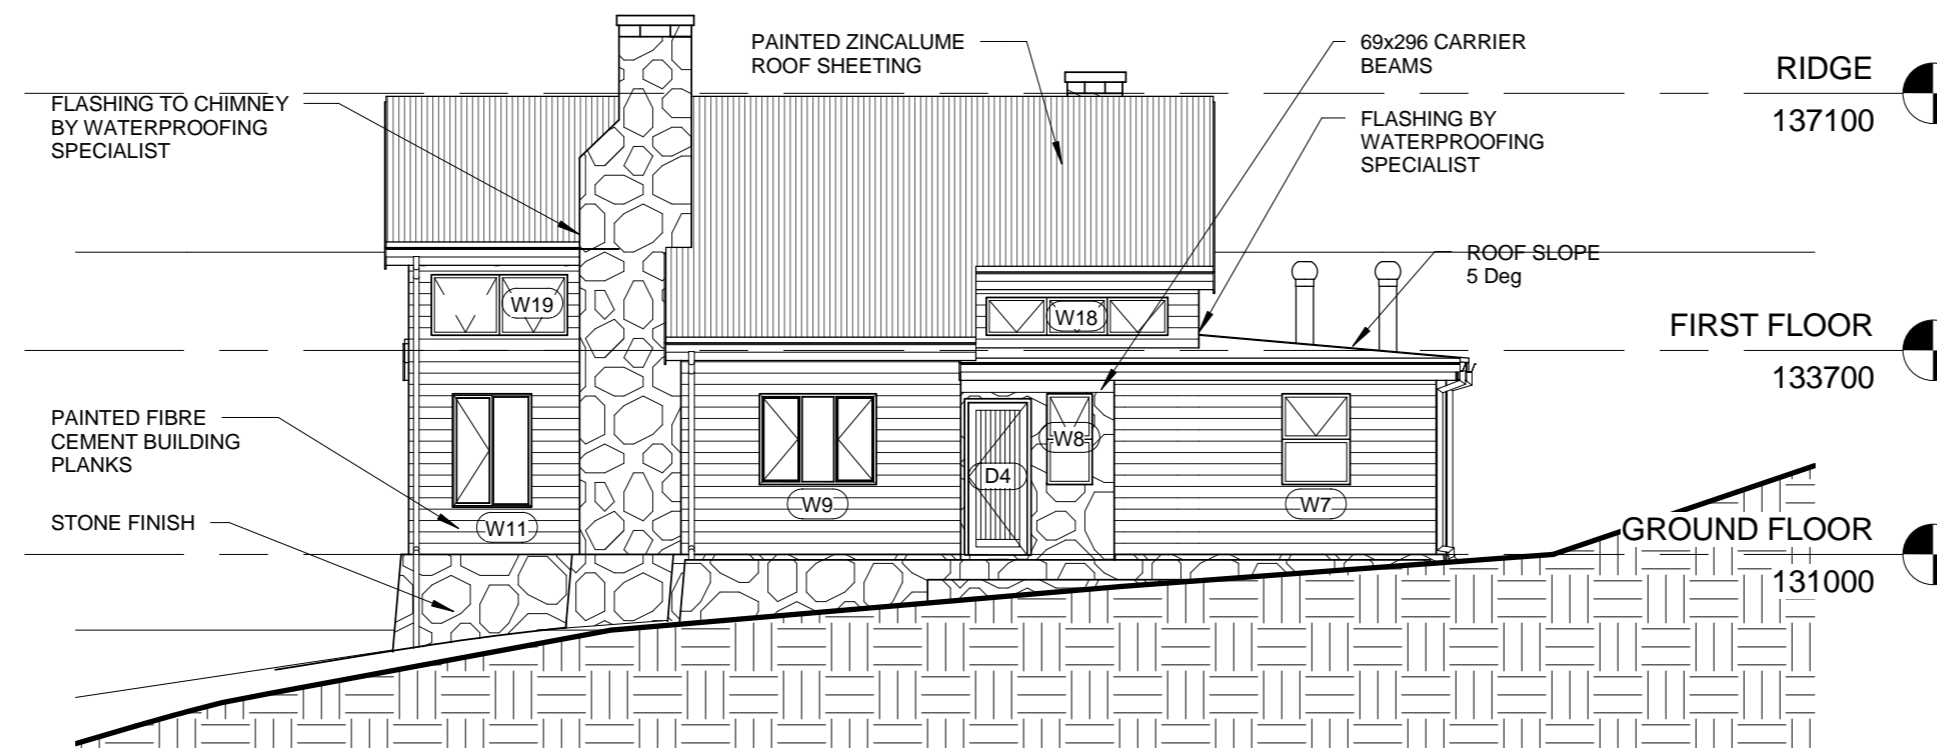 PAINTED ZINCALUME
ROOF SHEETING
69x296 CARRIER
BEAMS
RIDGE
137100
FLASHING TO CHIMNEY
BY WATERPROOFING
SPECIALIST
FLASHING BY
WATERPROOFING
SPECIALIST
ROOF SLOPE
5 Deg
W19
W18
FIRST FLOOR
133700
PAINTED FIBRE
CEMENT BUILDING
PLANKS
W8
D4
W9
W7
W11
STONE FINISH
GROUND FLOOR
131000